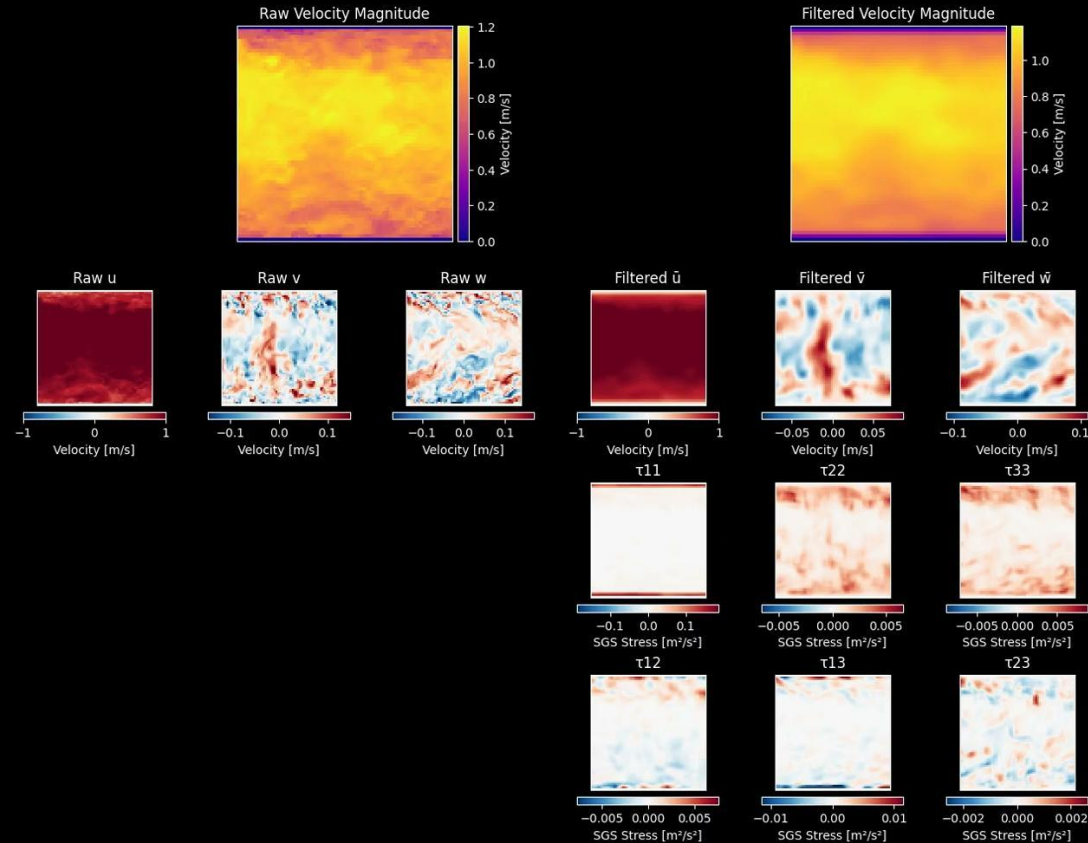 Raw Velocity Magnitude
1.2
1.0
0.8
0.6
0.4
0.2
0.0
Velocity [m/s]
Filtered Velocity Magnitude
1.0
0.8
0.6
0.4
0.2
0.0
Velocity [m/s]
Raw u
−1 0 1
Velocity [m/s]
Raw v
−0.1 0.0 0.1
Velocity [m/s]
Raw w
−0.1 0.0 0.1
Velocity [m/s]
Filtered ū
−1 0 1
Velocity [m/s]
Filtered v̄
−0.05 0.00 0.05
Velocity [m/s]
Filtered w̄
−0.1 0.0 0.1
Velocity [m/s]
τ11
−0.1 0.0 0.1
SGS Stress [m²/s²]
τ22
−0.005 0.000 0.005
SGS Stress [m²/s²]
τ33
−0.005 0.000 0.005
SGS Stress [m²/s²]
τ12
−0.005 0.000 0.005
SGS Stress [m²/s²]
τ13
−0.01 0.00 0.01
SGS Stress [m²/s²]
τ23
−0.002 0.000 0.002
SGS Stress [m²/s²]